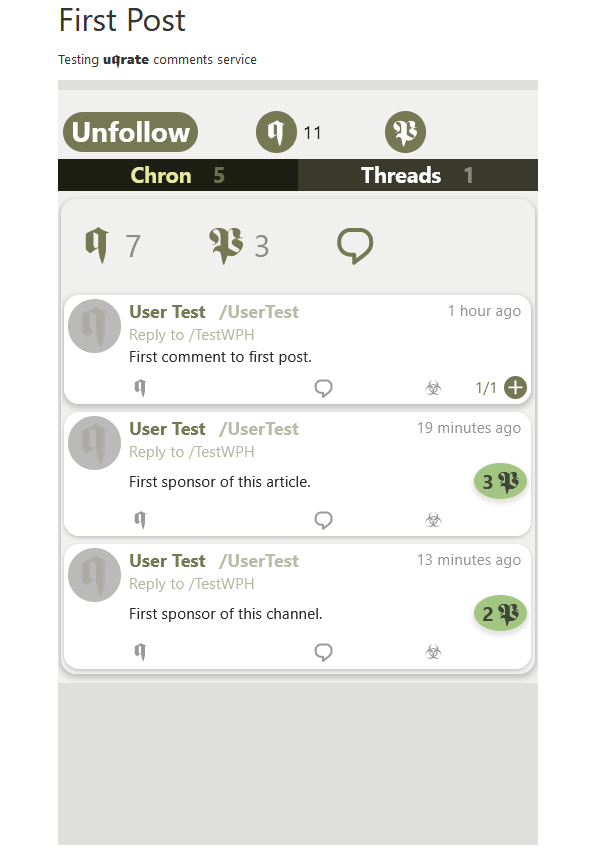 First Post
Testing uqrate comments service
Unfollow 11
Chron 5 Threads 1
7 3
User Test /UserTest 1 hour ago
Reply to /TestWPH
First comment to first post.
1/1
User Test /UserTest 19 minutes ago
Reply to /TestWPH
First sponsor of this article.
3 P
User Test /UserTest 13 minutes ago
Reply to /TestWPH
First sponsor of this channel.
2 P